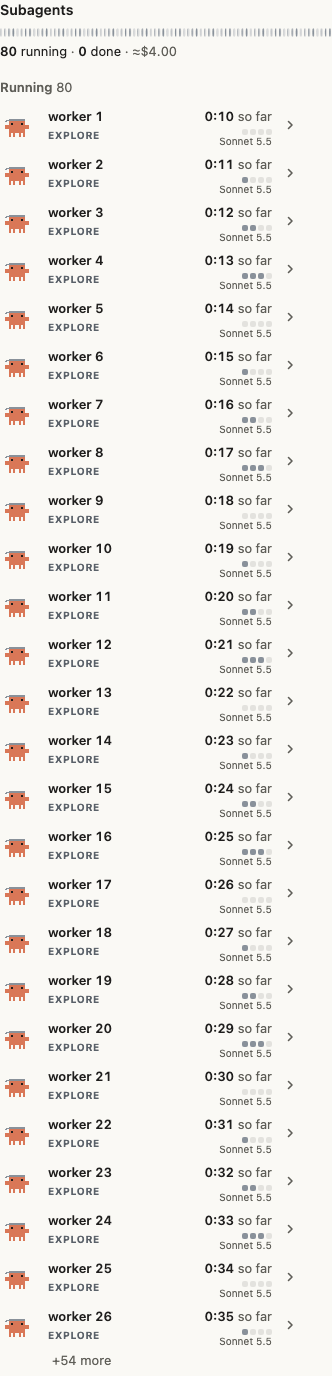 Subagents
80 running · 0 done · ≈$4.00
Running 80
worker 1 0:10 so far
EXPLORE
Sonnet 5.5
worker 2 0:11 so far
EXPLORE
Sonnet 5.5
worker 3 0:12 so far
EXPLORE
Sonnet 5.5
worker 4 0:13 so far
EXPLORE
Sonnet 5.5
worker 5 0:14 so far
EXPLORE
Sonnet 5.5
worker 6 0:15 so far
EXPLORE
Sonnet 5.5
worker 7 0:16 so far
EXPLORE
Sonnet 5.5
worker 8 0:17 so far
EXPLORE
Sonnet 5.5
worker 9 0:18 so far
EXPLORE
Sonnet 5.5
worker 10 0:19 so far
EXPLORE
Sonnet 5.5
worker 11 0:20 so far
EXPLORE
Sonnet 5.5
worker 12 0:21 so far
EXPLORE
Sonnet 5.5
worker 13 0:22 so far
EXPLORE
Sonnet 5.5
worker 14 0:23 so far
EXPLORE
Sonnet 5.5
worker 15 0:24 so far
EXPLORE
Sonnet 5.5
worker 16 0:25 so far
EXPLORE
Sonnet 5.5
worker 17 0:26 so far
EXPLORE
Sonnet 5.5
worker 18 0:27 so far
EXPLORE
Sonnet 5.5
worker 19 0:28 so far
EXPLORE
Sonnet 5.5
worker 20 0:29 so far
EXPLORE
Sonnet 5.5
worker 21 0:30 so far
EXPLORE
Sonnet 5.5
worker 22 0:31 so far
EXPLORE
Sonnet 5.5
worker 23 0:32 so far
EXPLORE
Sonnet 5.5
worker 24 0:33 so far
EXPLORE
Sonnet 5.5
worker 25 0:34 so far
EXPLORE
Sonnet 5.5
worker 26 0:35 so far
EXPLORE
Sonnet 5.5
+54 more